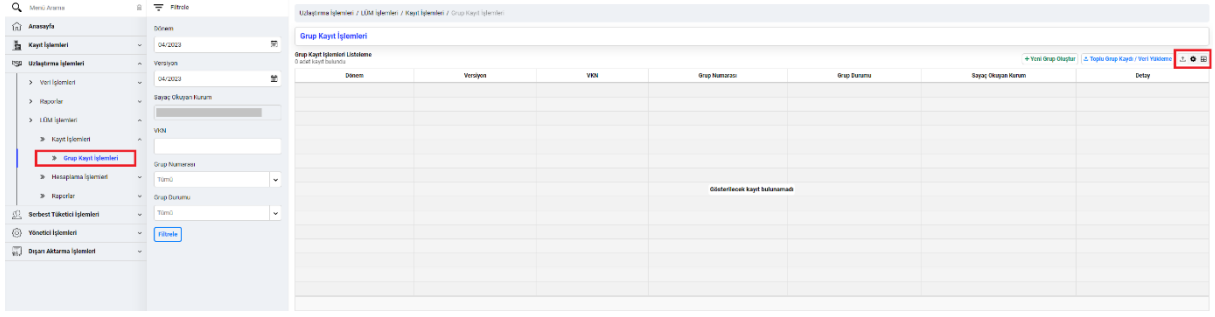 Menü Arama
Anasayfa
Kayıt İşlemleri
Uzlaştırma İşlemleri
Veri İşlemleri
Raporlar
LÜM İşlemleri
Kayıt İşlemleri
Grup Kayıt İşlemleri
Hesaplama İşlemleri
Raporlar
Serbest Tüketici İşlemleri
Yönetici İşlemleri
Dışarı Aktarma İşlemleri
Filtrele
Dönem
04/2023
Versiyon
04/2023
Sayaç Okuyan Kurum
VKN
Grup Numarası
Tümü
Grup Durumu
Tümü
Filtrele
Uzlaştırma İşlemleri / LÜM İşlemleri / Kayıt İşlemleri / Grup Kayıt İşlemleri
Grup Kayıt İşlemleri
Grup Kayıt İşlemleri Listeleme
0 adet kayıt bulundu
+ Yeni Grup Oluştur Toplu Grup Kaydı / Veri Yükleme
Dönem Versiyon VKN Grup Numarası Grup Durumu Sayaç Okuyan Kurum Detay
Gösterilecek kayıt bulunamadı